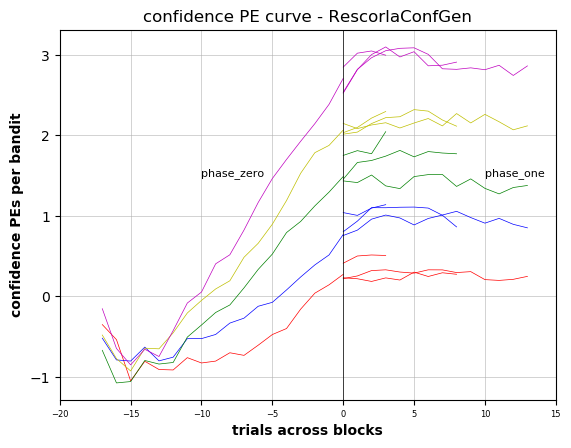 confidence PE curve - RescorlaConfGen
confidence PEs per bandit
3
2
1
0
−1
phase_zero
phase_one
−20
−15
−10
−5
0
5
10
15
trials across blocks